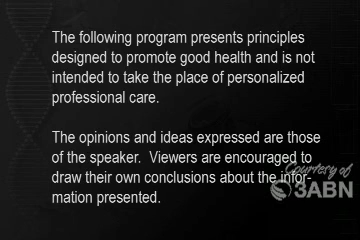 The following program presents principles
designed to promote good health and is not
intended to take the place of personalized
professional care.
The opinions and ideas expressed are those
of the speaker.  Viewers are encouraged to
draw their own conclusions about the infor-
mation presented.
Courtesy of
3ABN